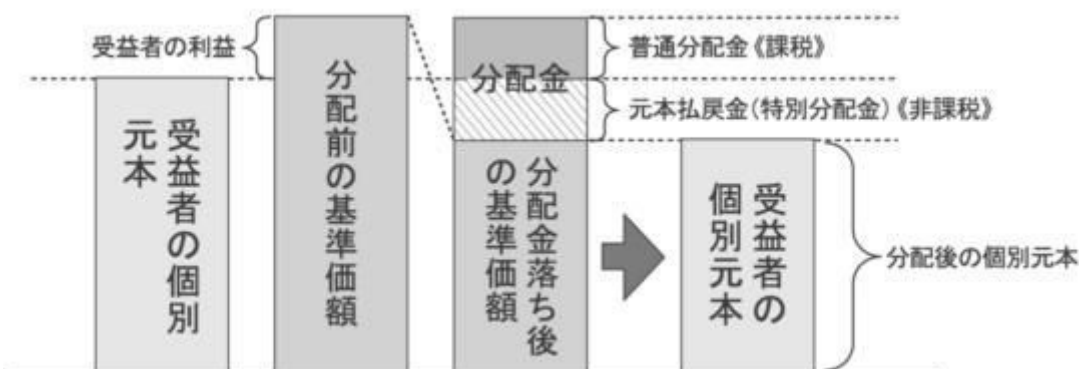 受益者の利益
受益者の個別
元本
分配前の基準価額
分配金
分配金落ち後
の基準価額
普通分配金《課税》
元本払戻金（特別分配金）《非課税》
受益者の
個別元本
分配後の個別元本